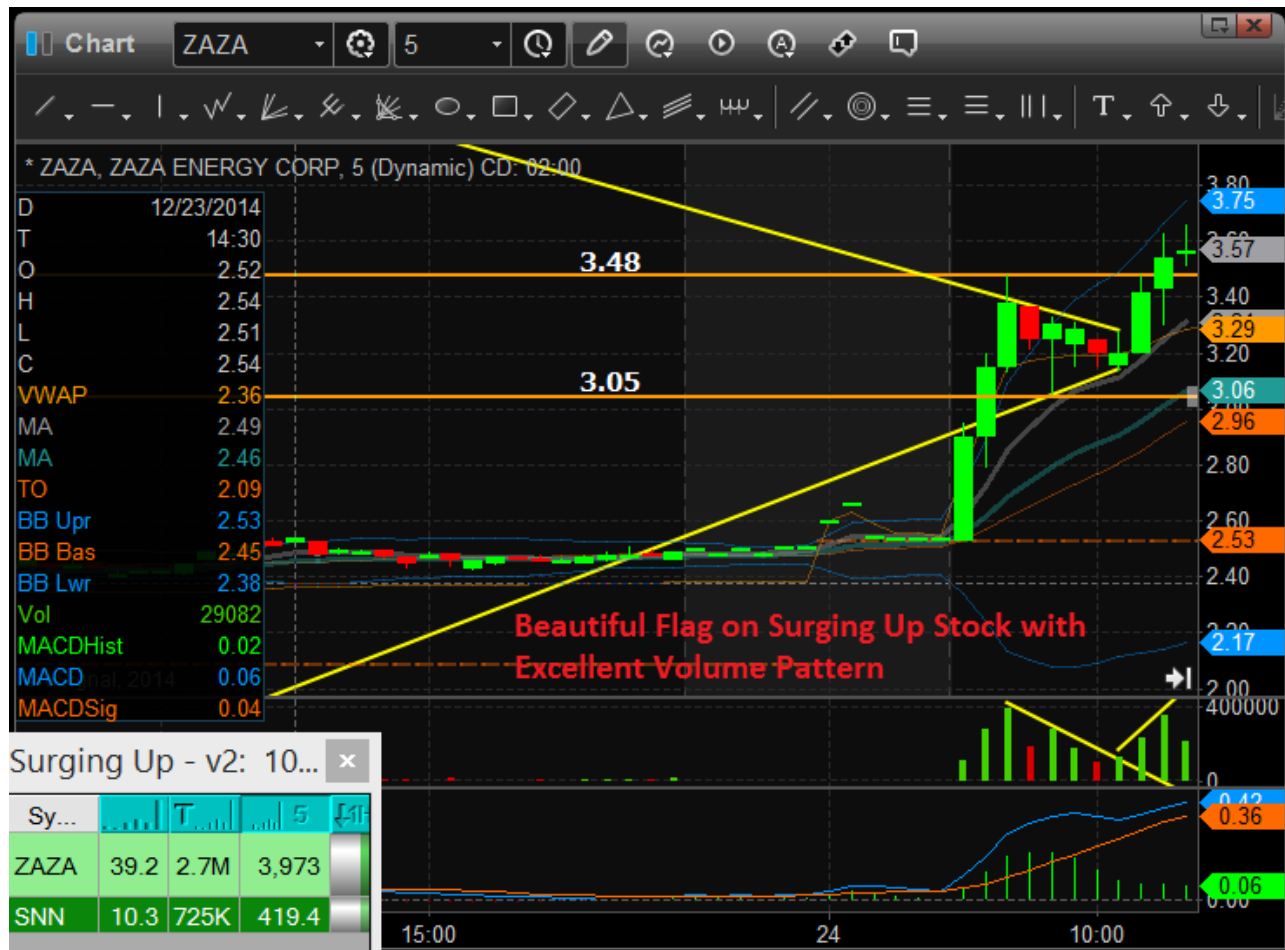 Chart ZAZA 5
* ZAZA, ZAZA ENERGY CORP, 5 (Dynamic) CD: 02:00
D 12/23/2014
T 14:30
O 2.52
H 2.54
L 2.51
C 2.54
VWAP 2.36
MA 2.49
MA 2.46
TO 2.09
BB Upr 2.53
BB Bas 2.45
BB Lwr 2.38
Vol 29082
MACDHist 0.02
MACD 0.06
MACDSig 0.04
3.48
3.05
Beautiful Flag on Surging Up Stock with
Excellent Volume Pattern
3.80
3.75
3.57
3.40
3.29
3.20
3.06
2.96
2.80
2.60
2.53
2.40
2.20
2.17
2.00
400000
0
0.42
0.36
0.06
0.00
Surging Up - v2: 10...
Sy... T 5
ZAZA 39.2 2.7M 3,973
SNN 10.3 725K 419.4
15:00 24 10:00